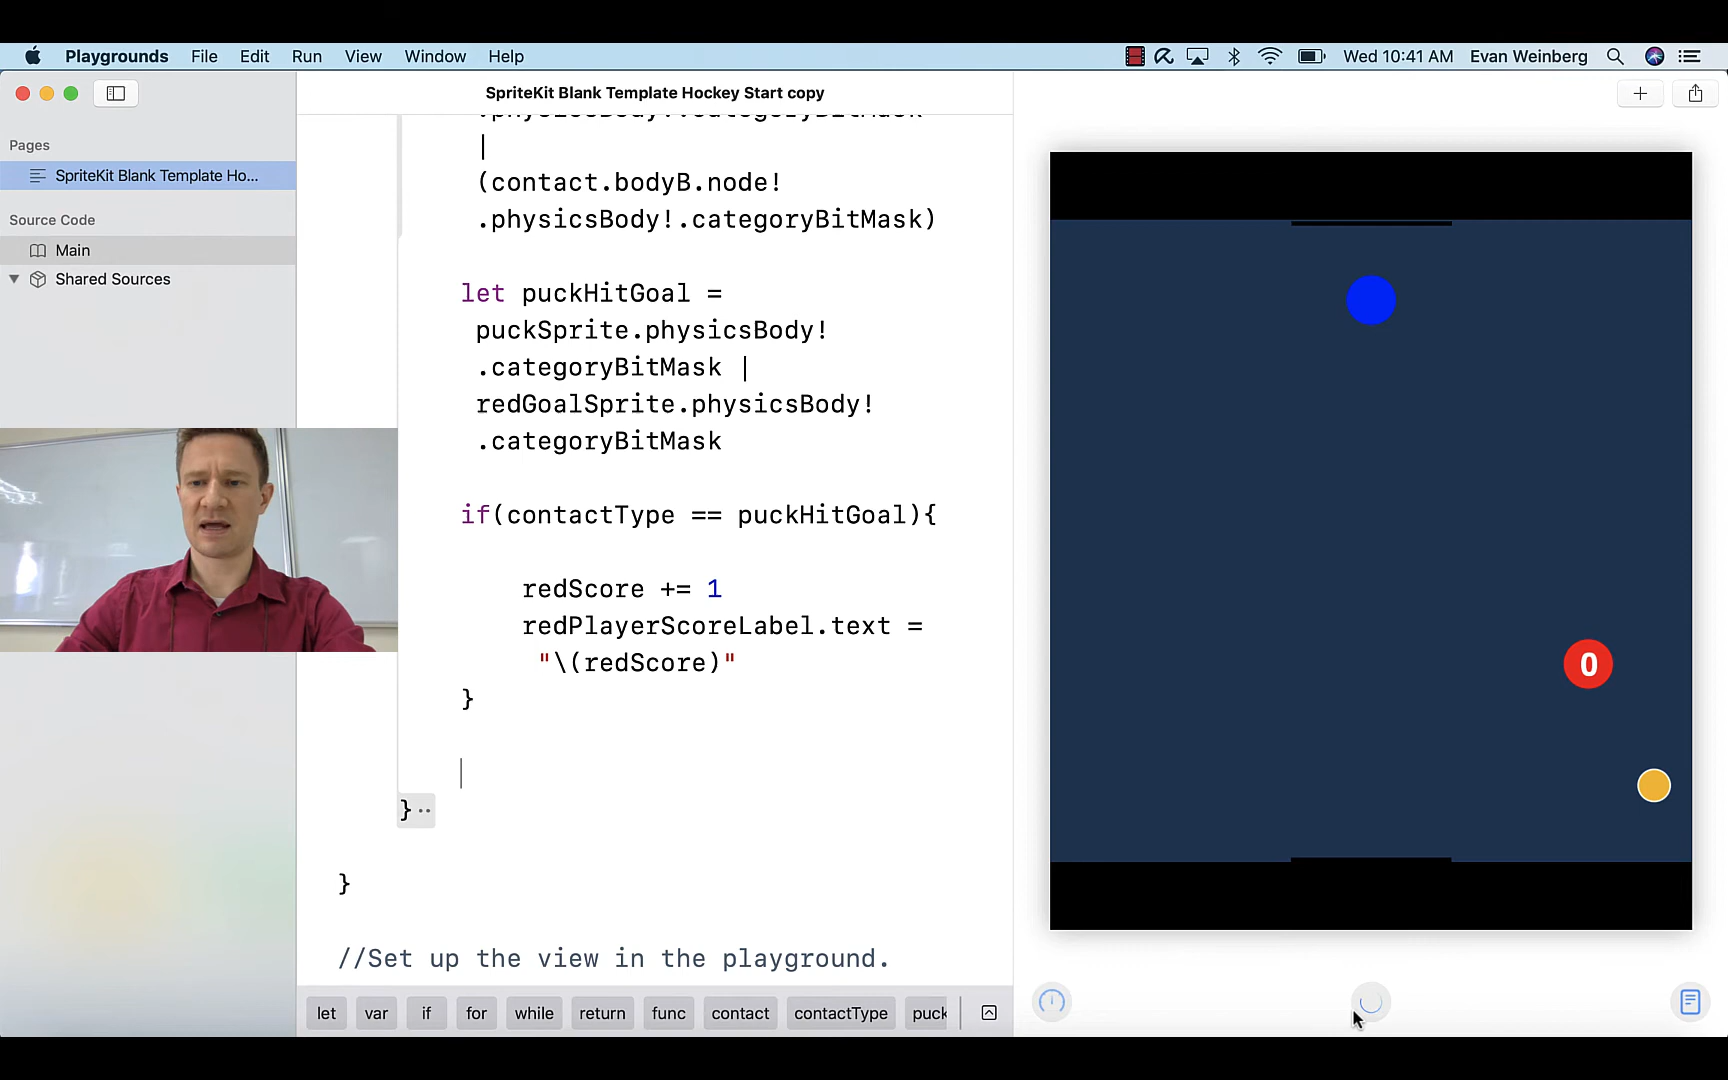 Playgrounds File Edit Run View Window Help Wed 10:41 AM Evan Weinberg
SpriteKit Blank Template Hockey Start copy
Pages
SpriteKit Blank Template Ho...
Source Code
Main
Shared Sources
.physicsBody!.categoryBitMask
|
(contact.bodyB.node!
.physicsBody!.categoryBitMask)
let puckHitGoal =
puckSprite.physicsBody!
.categoryBitMask |
redGoalSprite.physicsBody!
.categoryBitMask
if(contactType == puckHitGoal){
redScore += 1
redPlayerScoreLabel.text =
"\(redScore)"
}
}
}
//Set up the view in the playground.
let var if for while return func contact contactType puck
0